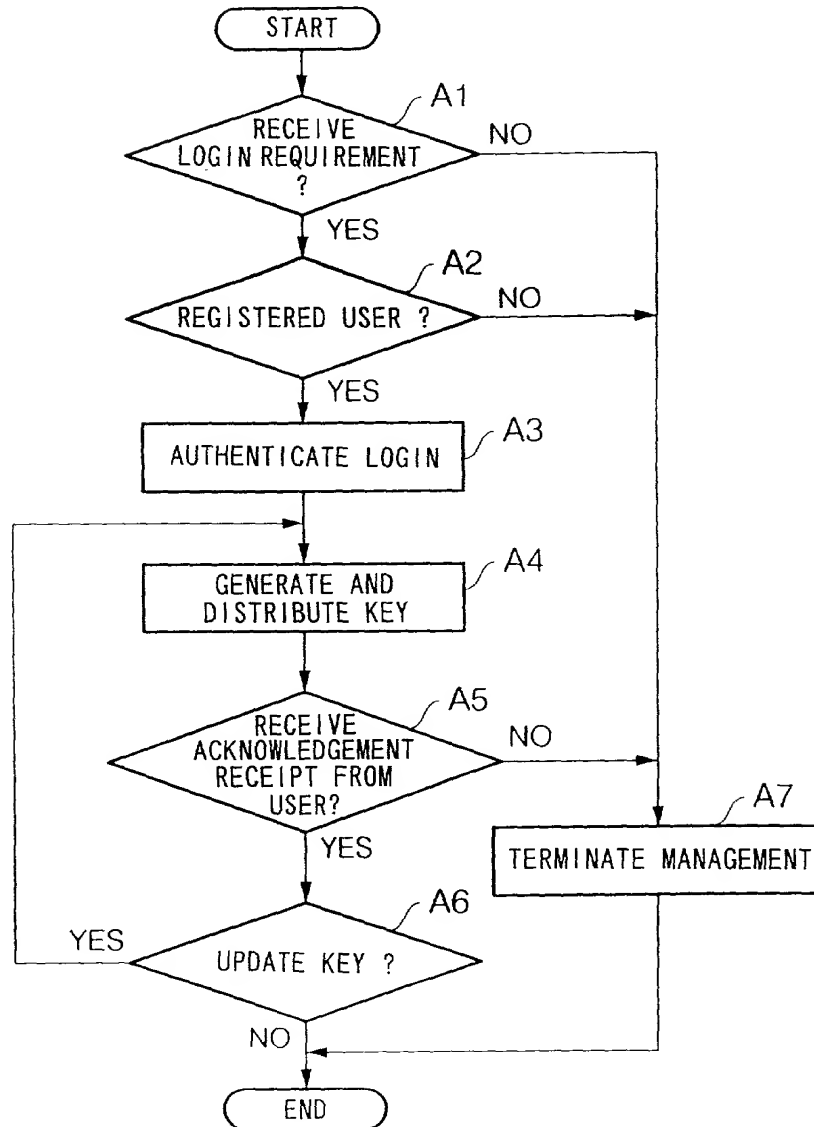 START
A1
RECEIVE
LOGIN REQUIREMENT
?
NO
YES
A2
REGISTERED USER ?
NO
YES
A3
AUTHENTICATE LOGIN
A4
GENERATE AND
DISTRIBUTE KEY
A5
RECEIVE
ACKNOWLEDGEMENT
RECEIPT FROM
USER?
NO
YES
A7
TERMINATE MANAGEMENT
A6
UPDATE KEY ?
YES
NO
END